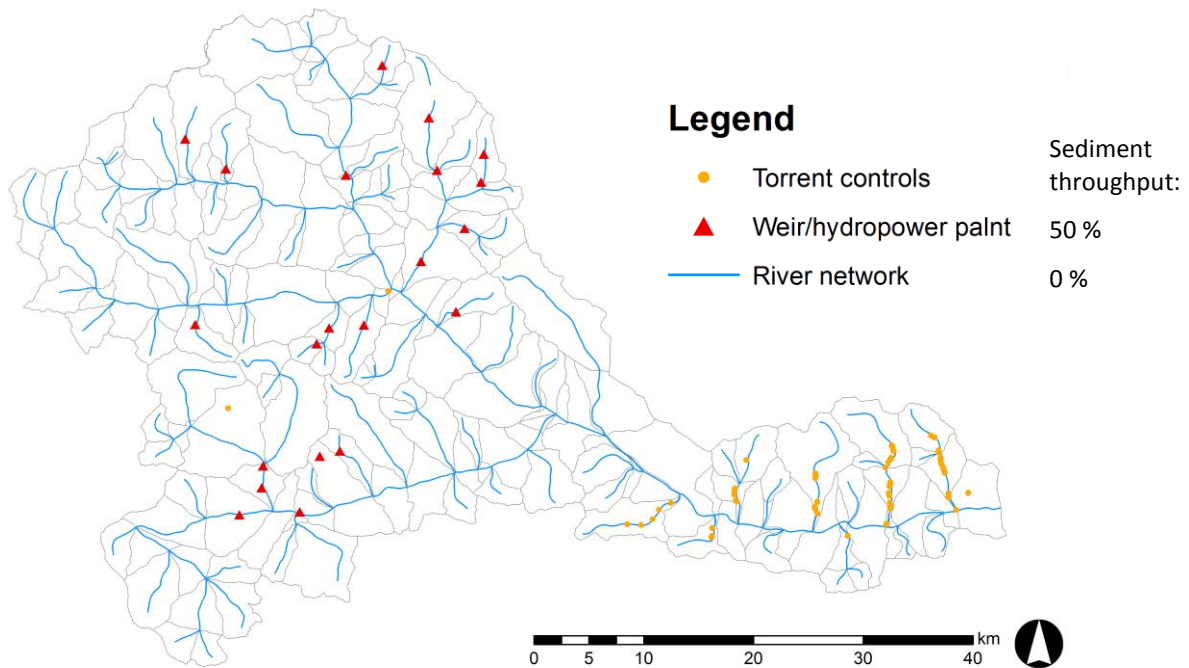 Legend
Sediment
throughput:
Torrent controls
Weir/hydropower palnt 50 %
River network 0 %
km
0 5 10 20 30 40